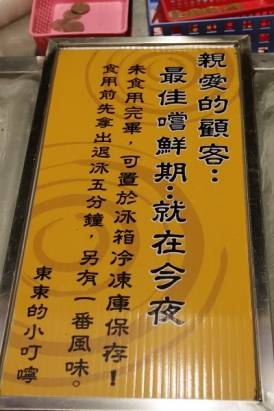 親愛的顧客：
最佳嚐鮮期：就在今夜
未食用完畢，可置於冰箱冷凍庫保存！
食用前先拿出退冰五分鐘，另有一番風味。
東東的小叮嚀